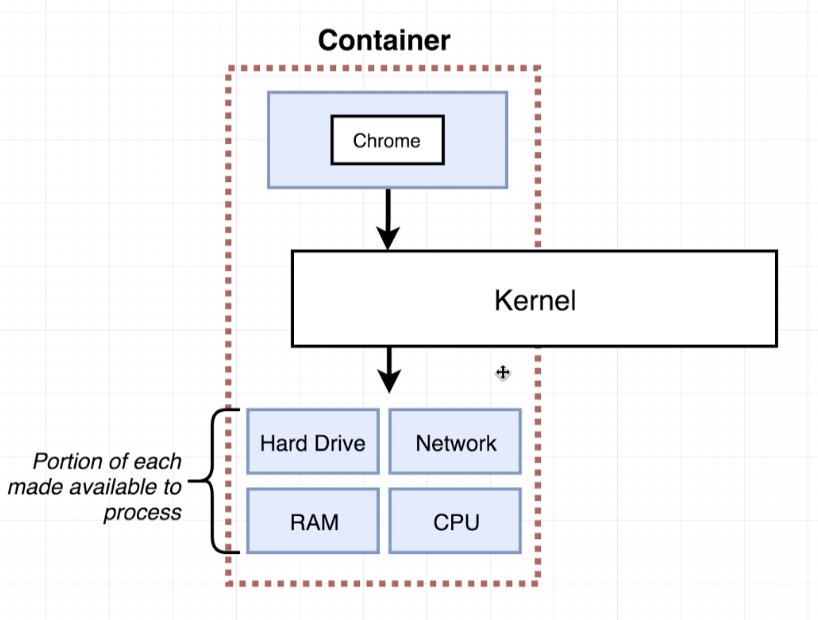 Container
Chrome
Kernel
Hard Drive
Network
Portion of each
made available to
process
RAM
CPU